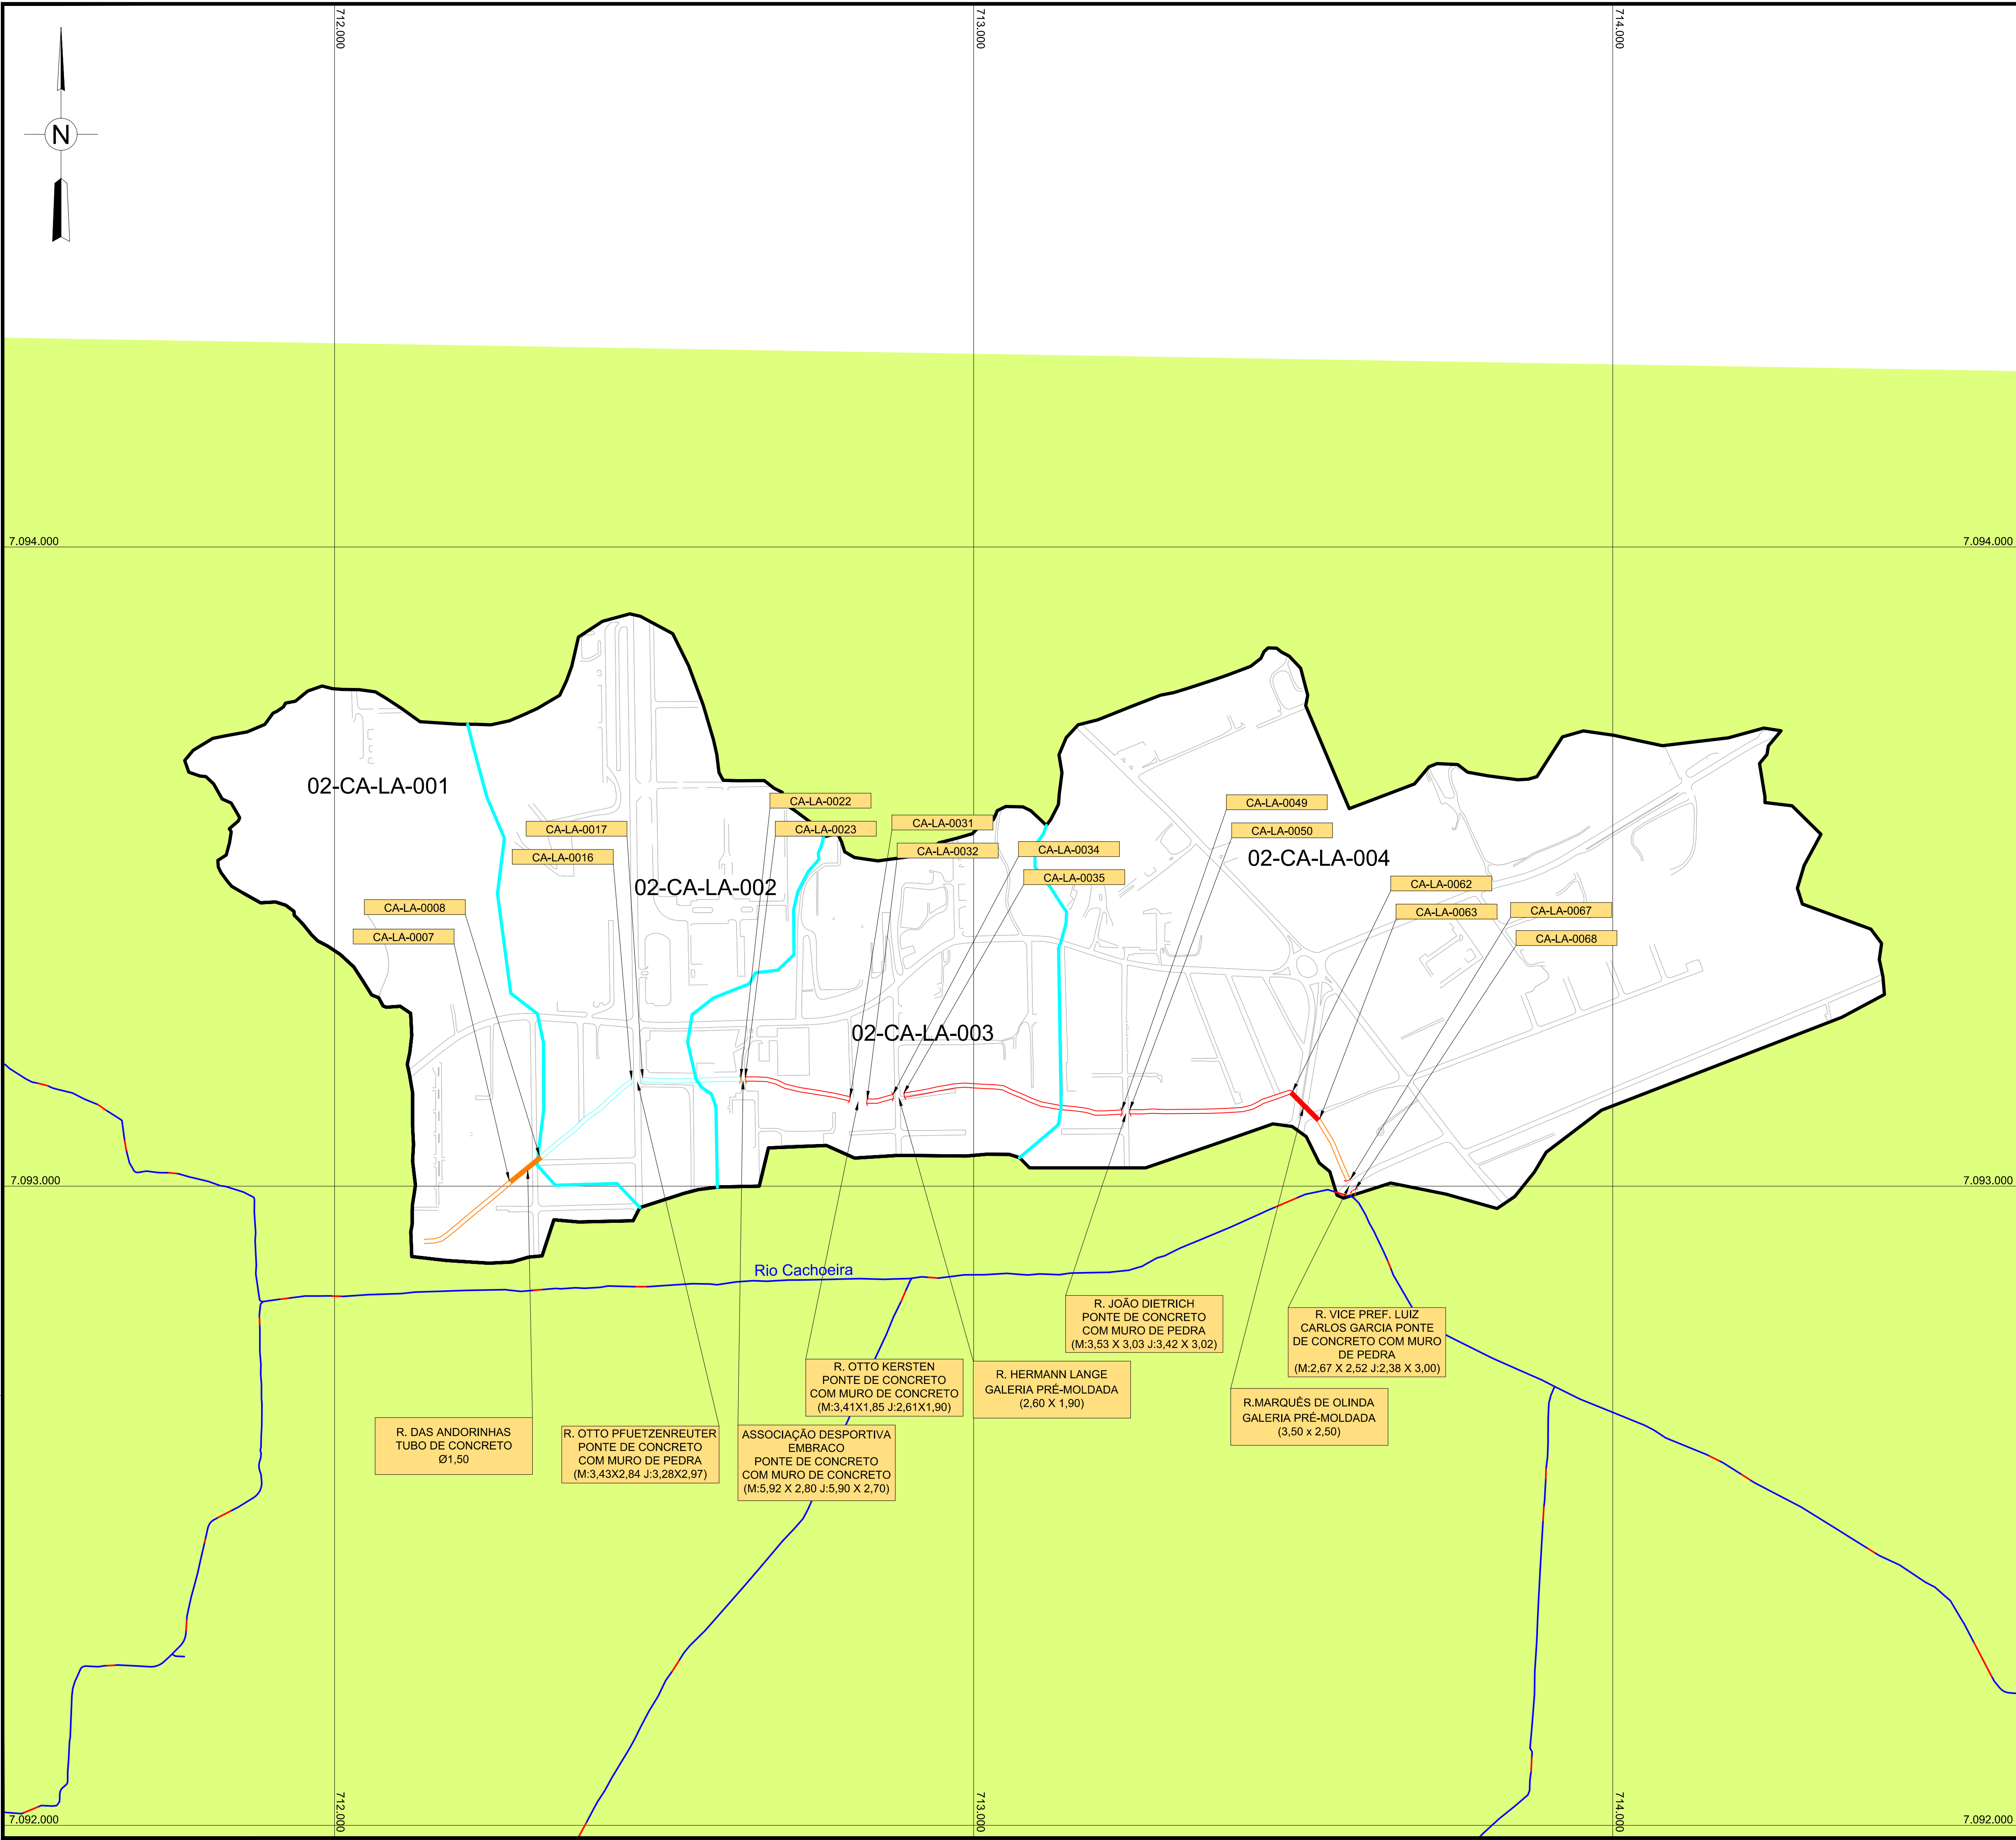 712.000
713.000
714.000
N
7.094.000
7.094.000
02-CA-LA-001
CA-LA-0022
CA-LA-0049
CA-LA-0017
CA-LA-0023
CA-LA-0031
CA-LA-0050
CA-LA-0016
CA-LA-0032
CA-LA-0034
02-CA-LA-004
02-CA-LA-002
CA-LA-0035
CA-LA-0062
CA-LA-0008
CA-LA-0063
CA-LA-0067
CA-LA-0007
CA-LA-0068
02-CA-LA-003
7.093.000
7.093.000
Rio Cachoeira
R. JOÃO DIETRICH
PONTE DE CONCRETO
COM MURO DE PEDRA
(M:3,53 X 3,03 J:3,42 X 3,02)
R. VICE PREF. LUIZ
CARLOS GARCIA PONTE
DE CONCRETO COM MURO
DE PEDRA
(M:2,67 X 2,52 J:2,38 X 3,00)
R. OTTO KERSTEN
PONTE DE CONCRETO
COM MURO DE CONCRETO
(M:3,41X1,85 J:2,61X1,90)
R. HERMANN LANGE
GALERIA PRÉ-MOLDADA
(2,60 X 1,90)
R.MARQUÊS DE OLINDA
GALERIA PRÉ-MOLDADA
(3,50 x 2,50)
R. DAS ANDORINHAS
TUBO DE CONCRETO
Ø1,50
R. OTTO PFUETZENREUTER
PONTE DE CONCRETO
COM MURO DE PEDRA
(M:3,43X2,84 J:3,28X2,97)
ASSOCIAÇÃO DESPORTIVA
EMBRACO
PONTE DE CONCRETO
COM MURO DE CONCRETO
(M:5,92 X 2,80 J:5,90 X 2,70)
712.000
713.000
714.000
7.092.000
7.092.000